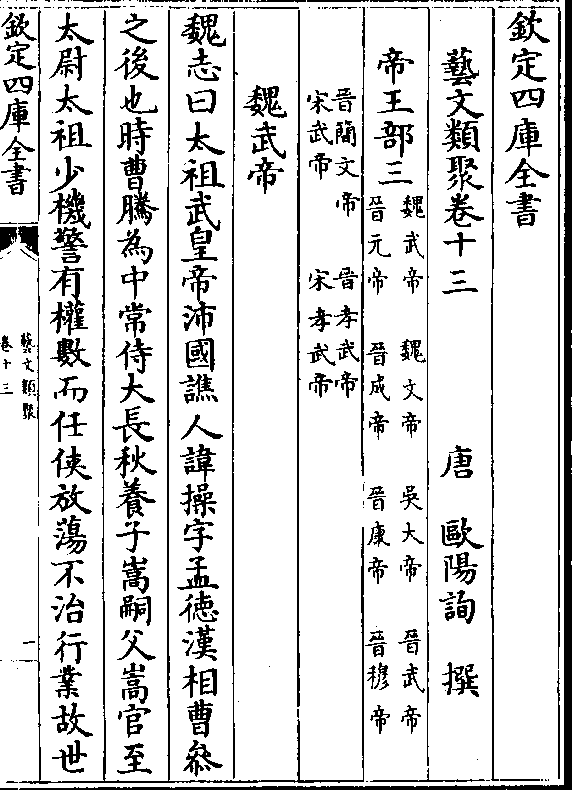 欽定四庫全書
藝文類聚卷十三
唐　歐陽詢　撰
帝王部三
魏武帝　魏文帝　吳大帝　晉武帝
晉元帝　晉成帝　晉康帝　晉穆帝
晉簡文帝　晉孝武帝
宋武帝　宋孝武帝
魏武帝
魏志曰太祖武皇帝沛國譙人諱操字孟徳漢相曹叅
之後也時曹騰為中常侍大長秋養子嵩嗣父嵩官至
太尉太祖少機警有權數而任俠放蕩不治行業故世
欽定四庫全書
藝文類聚
卷十三
一